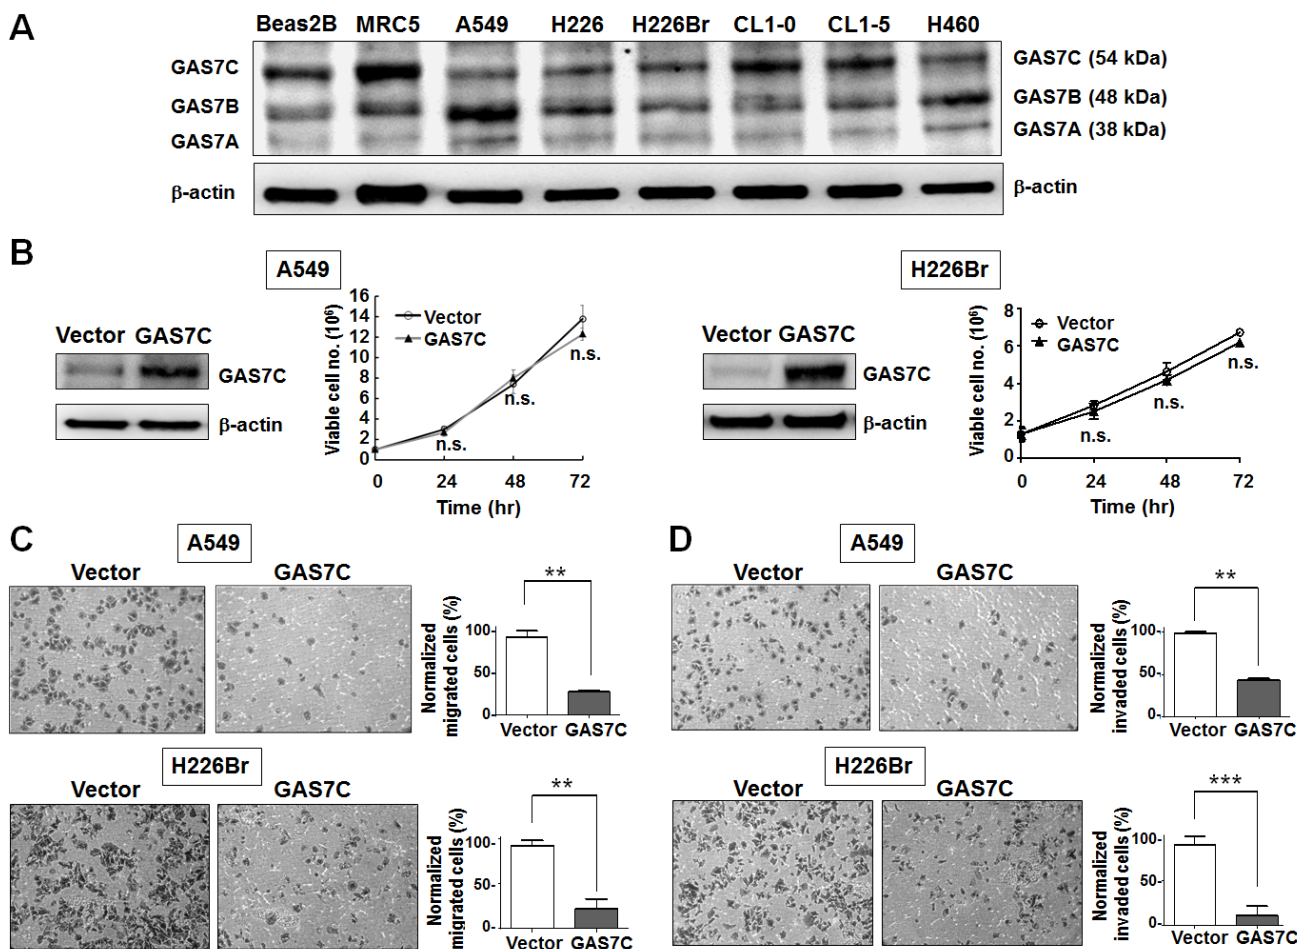 A
Beas2B MRC5 A549 H226 H226Br CL1-0 CL1-5 H460
GAS7C GAS7C (54 kDa)
GAS7B GAS7B (48 kDa)
GAS7A GAS7A (38 kDa)
β-actin β-actin
B
A549
Vector GAS7C
GAS7C
β-actin
Viable cell no. (10⁶)
16
14
12
10
8
6
4
2
0
Vector
GAS7C
n.s.
n.s.
n.s.
0 24 48 72
Time (hr)
H226Br
Vector GAS7C
GAS7C
β-actin
Viable cell no. (10⁶)
8
6
4
2
0
Vector
GAS7C
n.s.
n.s.
n.s.
0 24 48 72
Time (hr)
C
A549
Vector GAS7C
Normalized
migrated cells (%)
**
100
50
0
Vector GAS7C
H226Br
Vector GAS7C
Normalized
migrated cells (%)
**
100
50
0
Vector GAS7C
D
A549
Vector GAS7C
Normalized
invaded cells (%)
**
100
50
0
Vector GAS7C
H226Br
Vector GAS7C
Normalized
invaded cells (%)
***
100
50
0
Vector GAS7C